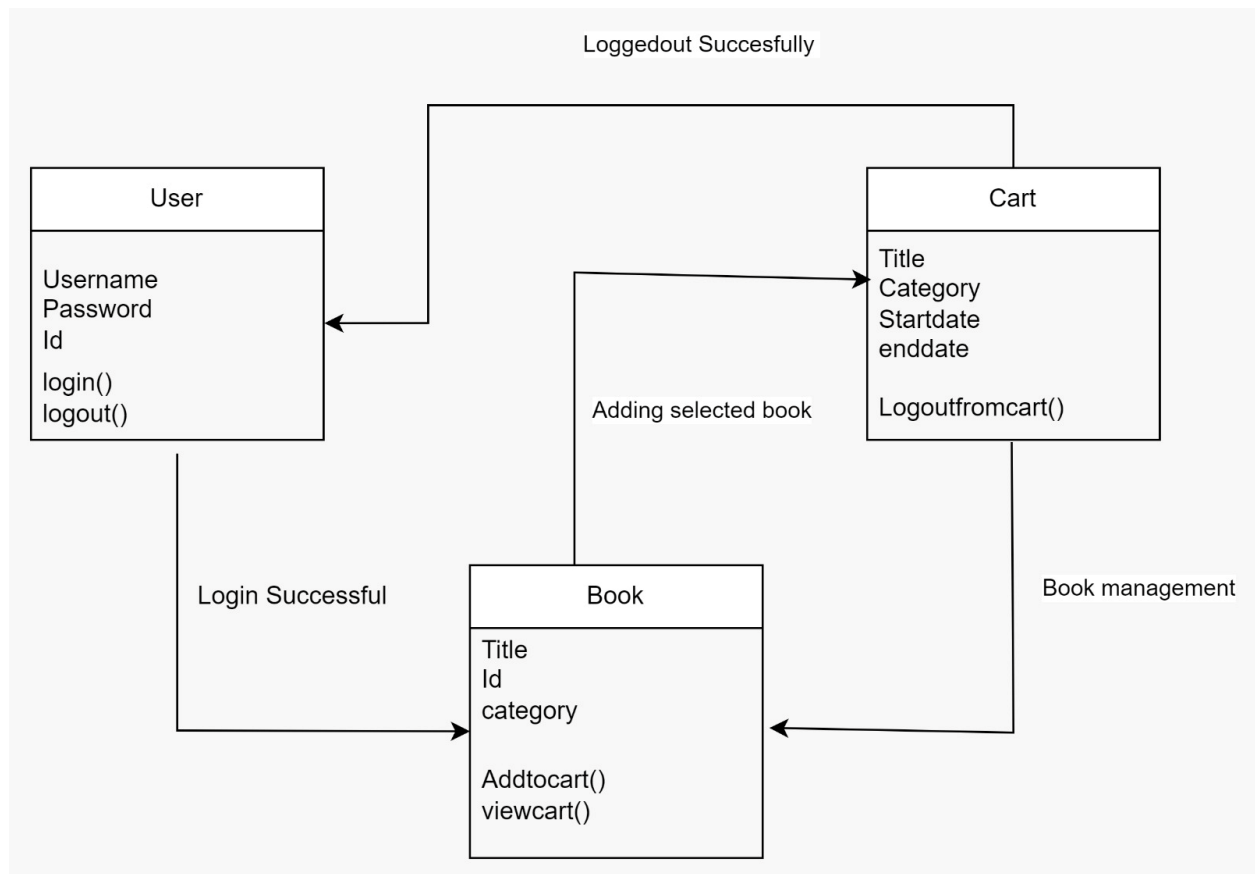 Loggedout Succesfully
User
Username
Password
Id
login()
logout()
Cart
Title
Category
Startdate
enddate
Logoutfromcart()
Adding selected book
Login Successful
Book
Title
Id
category
Addtocart()
viewcart()
Book management